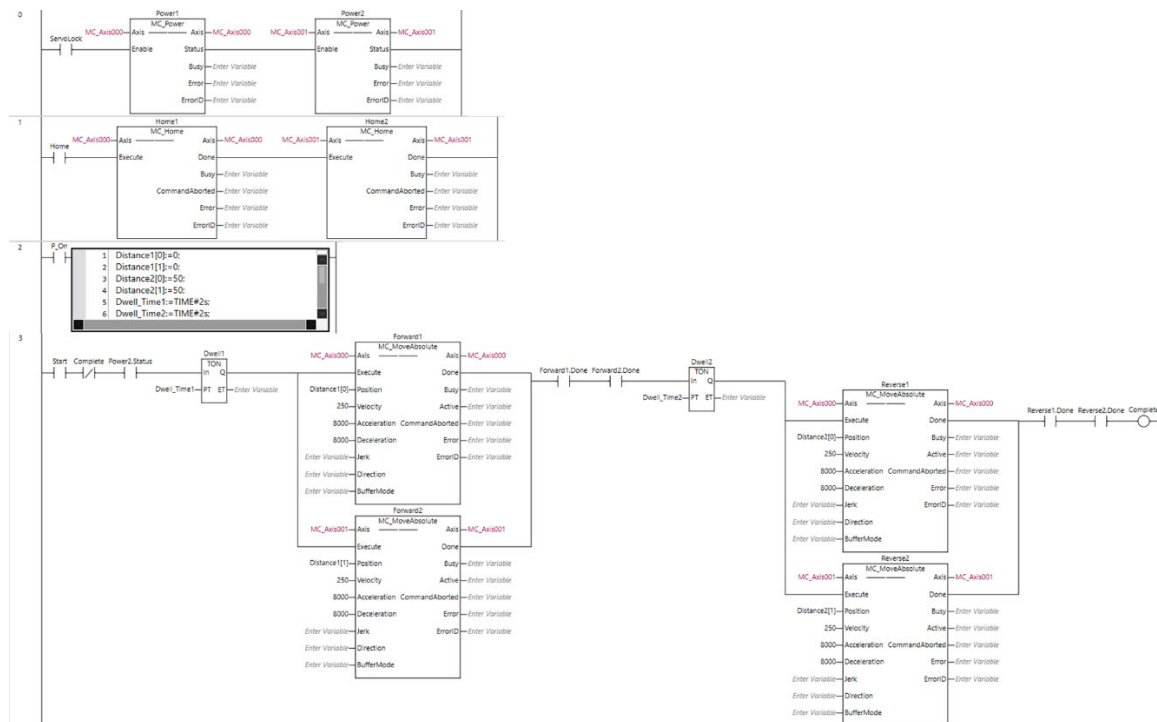 0
Power1
MC_Power
MC_Axis000 Axis Axis MC_Axis000
ServoLock
Enable Status
Busy Enter Variable
Error Enter Variable
ErrorID Enter Variable
Power2
MC_Power
MC_Axis001 Axis Axis MC_Axis001
Enable Status
Busy Enter Variable
Error Enter Variable
ErrorID Enter Variable
1
Home1
MC_Home
MC_Axis000 Axis Axis MC_Axis000
Home
Execute Done
Busy Enter Variable
CommandAborted Enter Variable
Error Enter Variable
ErrorID Enter Variable
Home2
MC_Home
MC_Axis001 Axis Axis MC_Axis001
Execute Done
Busy Enter Variable
CommandAborted Enter Variable
Error Enter Variable
ErrorID Enter Variable
2
P_On
1 Distance1[0]:=0;
2 Distance1[1]:=0;
3 Distance2[0]:=50;
4 Distance2[1]:=50;
5 Dwell_Time1:=TIME#2s;
6 Dwell_Time2:=TIME#2s;
3
Start Complete Power2.Status
Dwell1
TON
In Q
Dwell_Time1 PT ET Enter Variable
Forward1
MC_MoveAbsolute
MC_Axis000 Axis Axis MC_Axis000
Execute Done
Distance1[0] Position Busy Enter Variable
250 Velocity Active Enter Variable
8000 Acceleration CommandAborted Enter Variable
8000 Deceleration Error Enter Variable
Enter Variable Jerk ErrorID Enter Variable
Enter Variable Direction
Enter Variable BufferMode
Forward2
MC_MoveAbsolute
MC_Axis001 Axis Axis MC_Axis001
Execute Done
Distance1[1] Position Busy Enter Variable
250 Velocity Active Enter Variable
8000 Acceleration CommandAborted Enter Variable
8000 Deceleration Error Enter Variable
Enter Variable Jerk ErrorID Enter Variable
Enter Variable Direction
Enter Variable BufferMode
Forward1.Done Forward2.Done
Dwell2
TON
In Q
Dwell_Time2 PT ET Enter Variable
Reverse1
MC_MoveAbsolute
MC_Axis000 Axis Axis MC_Axis000
Execute Done
Distance2[0] Position Busy Enter Variable
250 Velocity Active Enter Variable
8000 Acceleration CommandAborted Enter Variable
8000 Deceleration Error Enter Variable
Enter Variable Jerk ErrorID Enter Variable
Enter Variable Direction
Enter Variable BufferMode
Reverse2
MC_MoveAbsolute
MC_Axis001 Axis Axis MC_Axis001
Execute Done
Distance2[1] Position Busy Enter Variable
250 Velocity Active Enter Variable
8000 Acceleration CommandAborted Enter Variable
8000 Deceleration Error Enter Variable
Enter Variable Jerk ErrorID Enter Variable
Enter Variable Direction
Enter Variable BufferMode
Reverse1.Done Reverse2.Done Complete